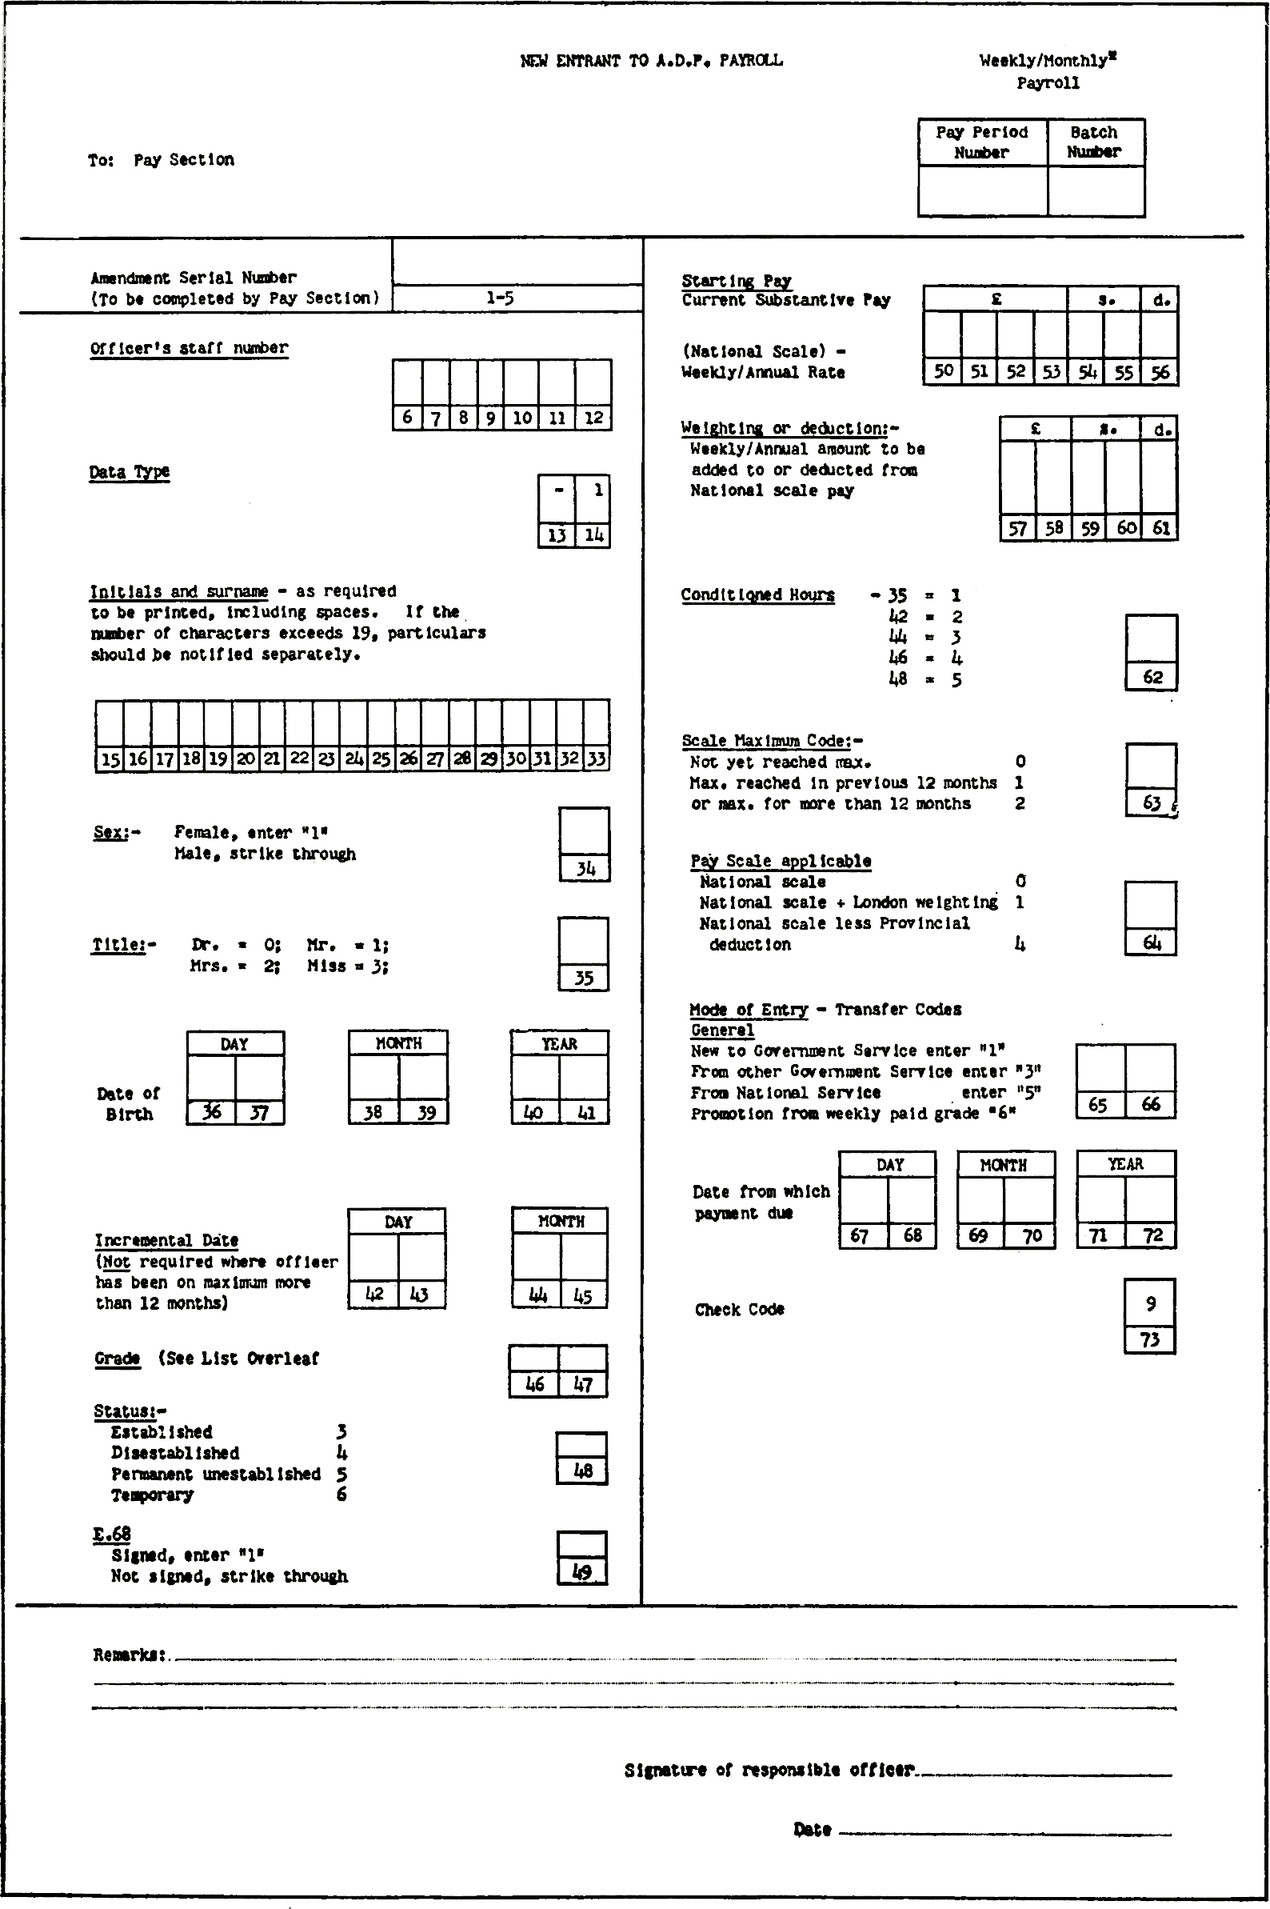 NEW ENTRANT TO A.D.P. PAYROLL
Weekly/Monthly*
Payroll
Pay Period Number
Batch Number
To: Pay Section
Amendment Serial Number
(To be completed by Pay Section)
1-5
Officer's staff number
6 7 8 9 10 11 12
Data Type
- 1
13 14
Initials and surname - as required
to be printed, including spaces. If the
number of characters exceeds 19, particulars
should be notified separately.
15 16 17 18 19 20 21 22 23 24 25 26 27 28 29 30 31 32 33
Sex:- Female, enter "1"
Male, strike through
34
Title:- Dr. = 0; Mr. = 1;
Mrs. = 2; Miss = 3;
35
DAY MONTH YEAR
Date of
Birth
36 37 38 39 40 41
DAY MONTH
Incremental Date
(Not required where officer
has been on maximum more
than 12 months)
42 43 44 45
Grade (See List Overleaf
46 47
Status:-
Established 3
Disestablished 4
Permanent unestablished 5
Temporary 6
48
E.68
Signed, enter "1"
Not signed, strike through
49
Starting Pay
Current Substantive Pay
£ s. d.
(National Scale) -
Weekly/Annual Rate
50 51 52 53 54 55 56
Weighting or deduction:-
£ s. d.
Weekly/Annual amount to be
added to or deducted from
National scale pay
57 58 59 60 61
Conditioned Hours - 35 = 1
42 = 2
44 = 3
46 = 4
48 = 5
62
Scale Maximum Code:-
Not yet reached max. 0
Max. reached in previous 12 months 1
or max. for more than 12 months 2
63
Pay Scale applicable
National scale 0
National scale + London weighting 1
National scale less Provincial
deduction 4
64
Mode of Entry - Transfer Codes
General
New to Government Service enter "1"
From other Government Service enter "3"
From National Service enter "5"
Promotion from weekly paid grade "6"
65 66
DAY MONTH YEAR
Date from which
payment due
67 68 69 70 71 72
Check Code
9
73
Remarks:
Signature of responsible officer
Date